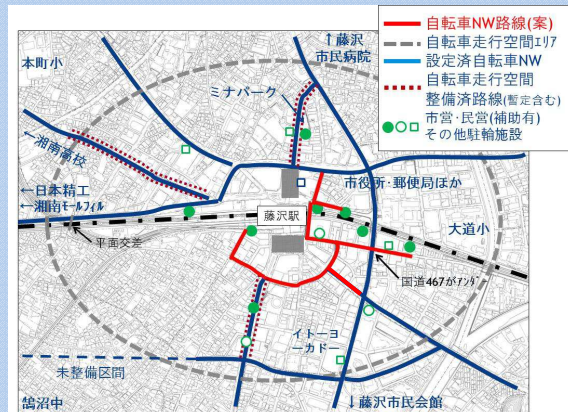 自転車NW路線(案)
自転車走行空間エリア
設定済自転車NW
自転車走行空間
整備済路線(暫定含む)
市営・民営(補助有)
その他駐輪施設
↑藤沢
市民病院
本町小
ミナパーク
←湘南高校
←日本精工
←湘南モールフィル
市役所・郵便局ほか
藤沢駅
大道小
平面交差
国道467がアンダー
イトーヨ
ーカドー
未整備区間
鵠沼中
↓藤沢市民会館